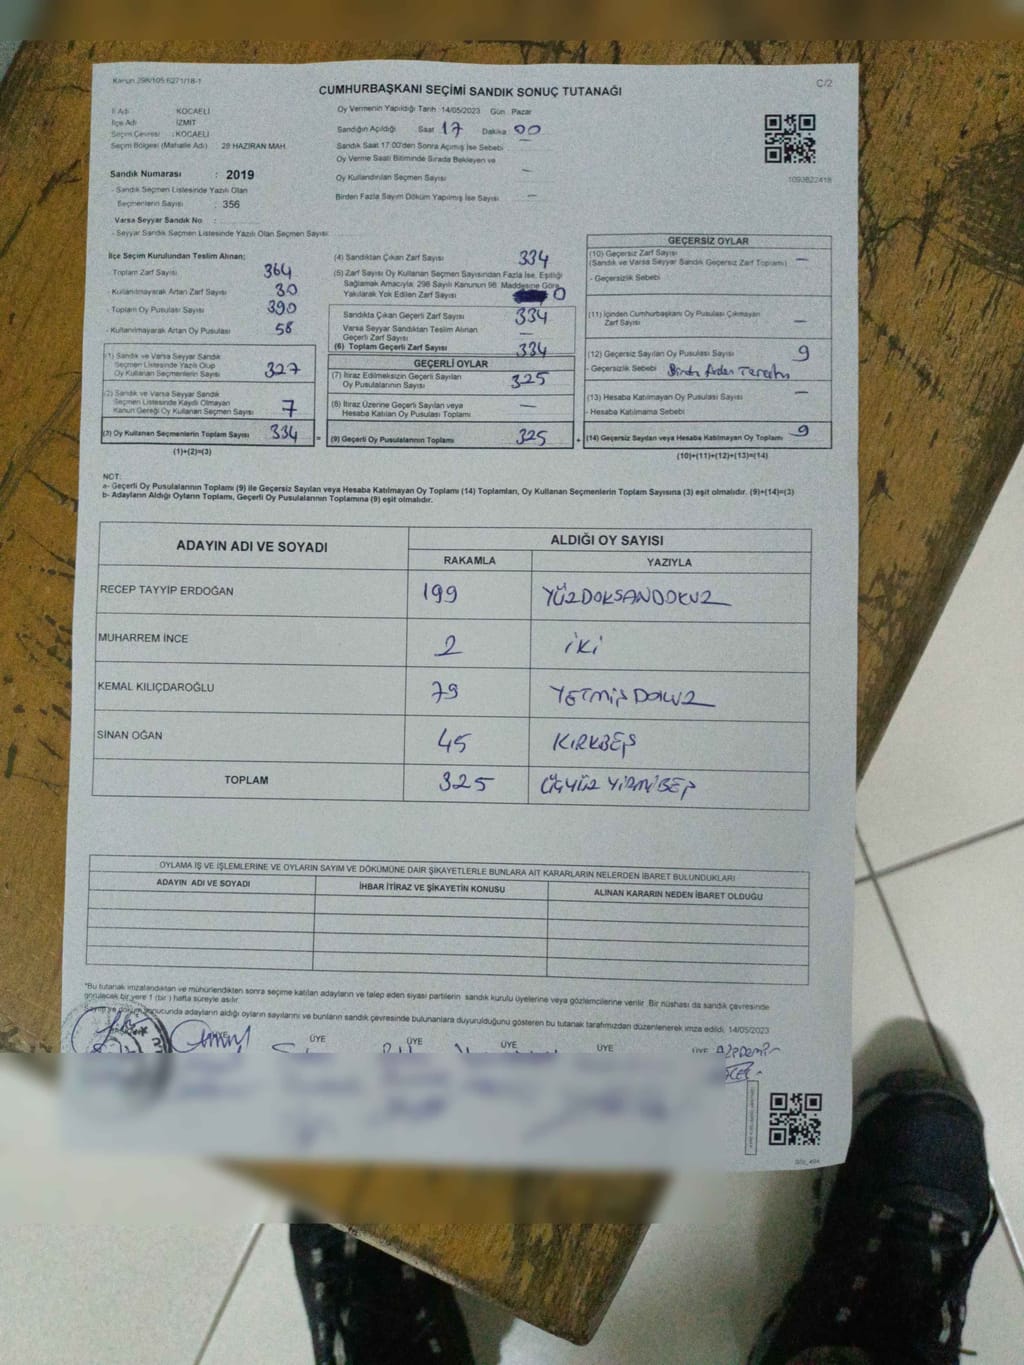 Kanun 298/105 6271/18-1
C/2
CUMHURBAŞKANI SEÇİMİ SANDIK SONUÇ TUTANAĞI
İl Adı : KOCAELİ
İlçe Adı : İZMİT
Seçim Çevresi : KOCAELİ
Seçim Bölgesi (Mahalle Adı) 28 HAZİRAN MAH.
Sandık Numarası : 2019
- Sandık Seçmen Listesinde Yazılı Olan
Seçmenlerin Sayısı : 356
Varsa Seyyar Sandık No :
- Seyyar Sandık Seçmen Listesinde Yazılı Olan Seçmen Sayısı
Oy Vermenin Yapıldığı Tarih :14/05/2023 Gün : Pazar
Sandığın Açıldığı Saat 17 Dakika 00
Sandık Saat 17:00'den Sonra Açılmış İse Sebebi —
Oy Verme Saati Bitiminde Sırada Bekleyen ve
Oy Kullandırılan Seçmen Sayısı —
Birden Fazla Sayım Döküm Yapılmış İse Sayısı —
1093822418
İlçe Seçim Kurulundan Teslim Alınan;
Toplam Zarf Sayısı 364
- Kullanılmayarak Artan Zarf Sayısı 30
Toplam Oy Pusulası Sayısı 390
- Kullanılmayarak Artan Oy Pusulası 58
(1) Sandık ve Varsa Seyyar Sandık
Seçmen Listesinde Yazılı Olup
Oy Kullanan Seçmenlerin Sayısı 327
(2) Sandık ve Varsa Seyyar Sandık
Seçmen Listesinde Kayıtlı Olmayan
Kanun Gereği Oy Kullanan Seçmen Sayısı 7
(3) Oy Kullanan Seçmenlerin Toplam Sayısı 334
(1)+(2)=(3)
(4) Sandıktan Çıkan Zarf Sayısı 334
(5) Zarf Sayısı Oy Kullanan Seçmen Sayısından Fazla İse, Eşitliği
Sağlamak Amacıyla; 298 Sayılı Kanunun 98. Maddesine Göre
Yakılarak Yok Edilen Zarf Sayısı 0
Sandıkta Çıkan Geçerli Zarf Sayısı 334
Varsa Seyyar Sandıktan Teslim Alınan
Geçerli Zarf Sayısı —
(6) Toplam Geçerli Zarf Sayısı 334
GEÇERLİ OYLAR
(7) İtiraz Edilmeksizin Geçerli Sayılan
Oy Pusulalarının Sayısı 325
(8) İtiraz Üzerine Geçerli Sayılan veya
Hesaba Katılan Oy Pusulası Toplamı —
= (9) Geçerli Oy Pusulalarının Toplamı 325
GEÇERSİZ OYLAR
(10) Geçersiz Zarf Sayısı
(Sandık ve Varsa Seyyar Sandık Geçersiz Zarf Toplamı) —
- Geçersizlik Sebebi
(11) İçinden Cumhurbaşkanı Oy Pusulası Çıkmayan
Zarf Sayısı —
(12) Geçersiz Sayılan Oy Pusulası Sayısı 9
- Geçersizlik Sebebi
(13) Hesaba Katılmayan Oy Pusulası Sayısı —
- Hesaba Katılmama Sebebi
+ (14) Geçersiz Sayılan veya Hesaba Katılmayan Oy Toplamı 9
(10)+(11)+(12)+(13)=(14)
NOT:
a- Geçerli Oy Pusulalarının Toplamı (9) ile Geçersiz Sayılan veya Hesaba Katılmayan Oy Toplamı (14) Toplamları, Oy Kullanan Seçmenlerin Toplam Sayısına (3) eşit olmalıdır. (9)+(14)=(3)
b- Adayların Aldığı Oyların Toplamı, Geçerli Oy Pusulalarının Toplamına (9) eşit olmalıdır.
ADAYIN ADI VE SOYADI ALDIĞI OY SAYISI
RAKAMLA YAZIYLA
RECEP TAYYİP ERDOĞAN 199 YÜZDOKSANDOKUZ
MUHARREM İNCE 2 İKİ
KEMAL KILIÇDAROĞLU 79 YETMİŞ DOKUZ
SİNAN OĞAN 45 KIRKBEŞ
TOPLAM 325 ÜÇYÜZ YİRMİBEŞ
OYLAMA İŞ VE İŞLEMLERİNE VE OYLARIN SAYIM VE DÖKÜMÜNE DAİR ŞİKAYETLERLE BUNLARA AİT KARARLARIN NELERDEN İBARET BULUNDUKLARI
ADAYIN ADI VE SOYADI İHBAR İTİRAZ VE ŞİKAYETİN KONUSU ALINAN KARARIN NEDEN İBARET OLDUĞU
*Bu tutanak imzalandıktan ve mühürlendikten sonra seçime katılan adayların ve talep eden siyasi partilerin sandık kurulu üyelerine veya gözlemcilerine verilir. Bir nüshası da sandık çevresinde
görülecek bir yere 1 (bir) hafta süreyle asılır.
Sayım ve döküm sonucunda adayların aldığı oyların sayılarını ve bunların sandık çevresinde bulunanlara duyurulduğunu gösteren bu tutanak tarafımızdan düzenlenerek imza edildi. 14/05/2023
ÜYE ÜYE ÜYE ÜYE ÜYE ÜYE